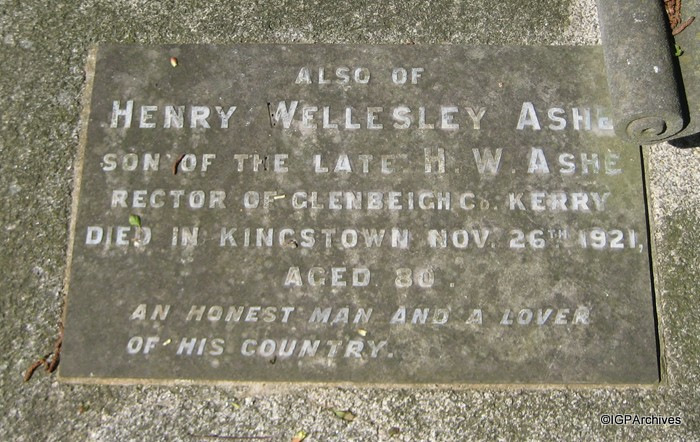 ALSO OF
HENRY WELLESLEY ASHE
SON OF THE LATE H. W. ASHE
RECTOR OF GLENBEIGH Co. KERRY
DIED IN KINGSTOWN NOV. 26TH 1921,
AGED 80.
AN HONEST MAN AND A LOVER
OF HIS COUNTRY.
©IGPArchives